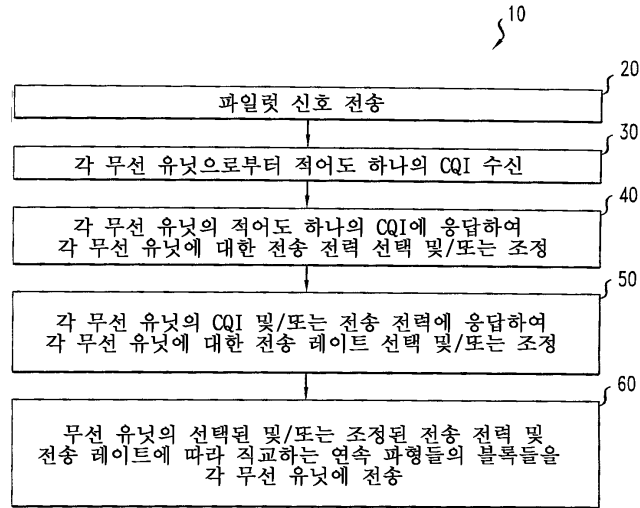 10
20
파일럿 신호 전송
30
각 무선 유닛으로부터 적어도 하나의 CQI 수신
40
각 무선 유닛의 적어도 하나의 CQI에 응답하여
각 무선 유닛에 대한 전송 전력 선택 및/또는 조정
50
각 무선 유닛의 CQI 및/또는 전송 전력에 응답하여
각 무선 유닛에 대한 전송 레이트 선택 및/또는 조정
60
무선 유닛의 선택된 및/또는 조정된 전송 전력 및
전송 레이트에 따라 직교하는 연속 파형들의 블록들을
각 무선 유닛에 전송